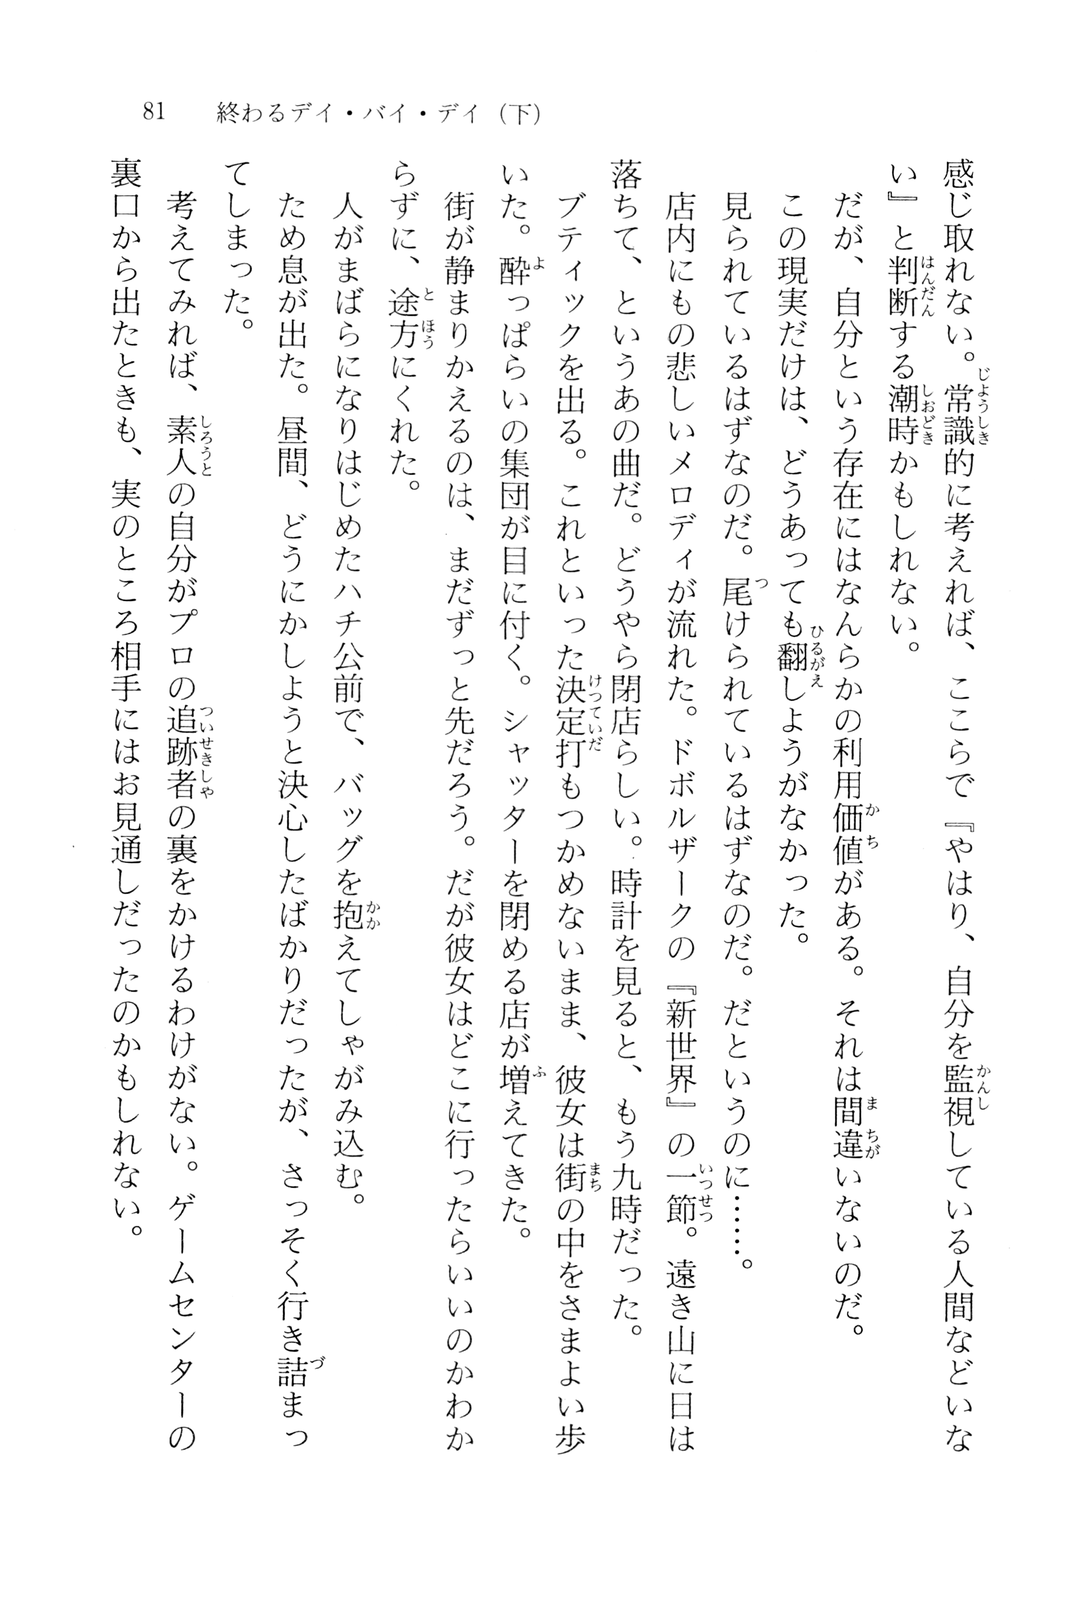 81　終わるデイ・バイ・デイ（下）
感じ取れない。常識的に考えれば、ここらで『やはり、自分を監視している人間などいな
い』と判断する潮時かもしれない。
だが、自分という存在にはなんらかの利用価値がある。それは間違いないのだ。
この現実だけは、どうあっても翻しようがなかった。
見られているはずなのだ。尾けられているはずなのだ。だというのに……。
店内にもの悲しいメロディが流れた。ドボルザークの『新世界』の一節。遠き山に日は
落ちて、というあの曲だ。どうやら閉店らしい。時計を見ると、もう九時だった。
ブティックを出る。これといった決定打もつかめないまま、彼女は街の中をさまよい歩
いた。酔っぱらいの集団が目に付く。シャッターを閉める店が増えてきた。
街が静まりかえるのは、まだずっと先だろう。だが彼女はどこに行ったらいいのかわか
らずに、途方にくれた。
人がまばらになりはじめたハチ公前で、バッグを抱えてしゃがみ込む。
ため息が出た。昼間、どうにかしようと決心したばかりだったが、さっそく行き詰まっ
てしまった。
考えてみれば、素人の自分がプロの追跡者の裏をかけるわけがない。ゲームセンターの
裏口から出たときも、実のところ相手にはお見通しだったのかもしれない。